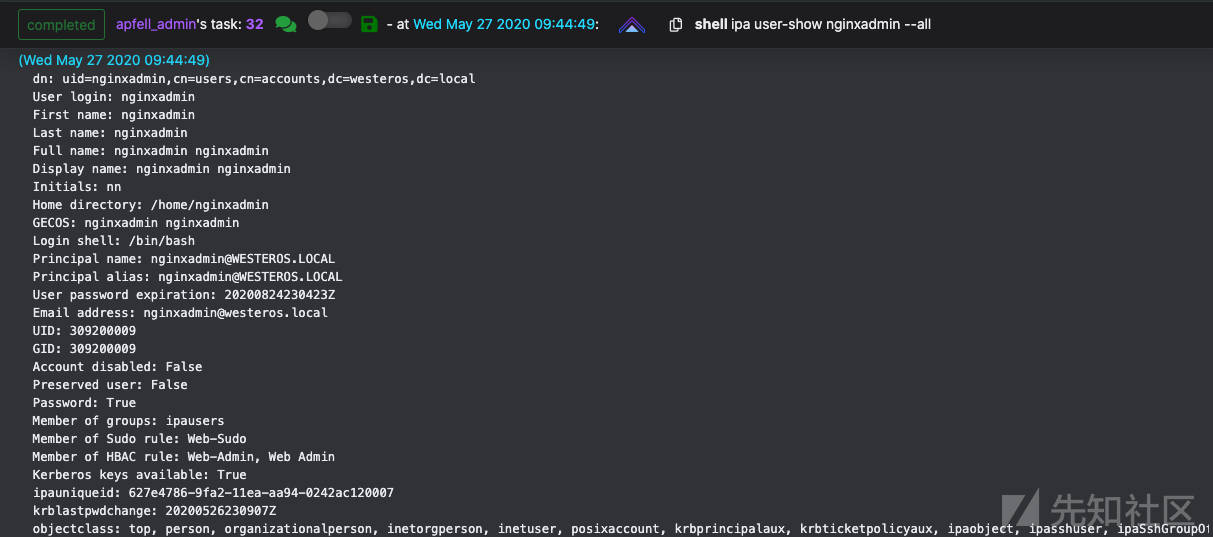 completed apfell_admin's task: 32 - at Wed May 27 2020 09:44:49: shell ipa user-show nginxadmin --all
(Wed May 27 2020 09:44:49)
dn: uid=nginxadmin,cn=users,cn=accounts,dc=westeros,dc=local
User login: nginxadmin
First name: nginxadmin
Last name: nginxadmin
Full name: nginxadmin nginxadmin
Display name: nginxadmin nginxadmin
Initials: nn
Home directory: /home/nginxadmin
GECOS: nginxadmin nginxadmin
Login shell: /bin/bash
Principal name: nginxadmin@WESTEROS.LOCAL
Principal alias: nginxadmin@WESTEROS.LOCAL
User password expiration: 20200824230423Z
Email address: nginxadmin@westeros.local
UID: 309200009
GID: 309200009
Account disabled: False
Preserved user: False
Password: True
Member of groups: ipausers
Member of Sudo rule: Web-Sudo
Member of HBAC rule: Web-Admin, Web Admin
Kerberos keys available: True
ipauniqueid: 627e4786-9fa2-11ea-aa94-0242ac120007
krblastpwdchange: 20200526230907Z
objectclass: top, person, organizationalperson, inetorgperson, inetuser, posixaccount, krbprincipalaux, krbticketpolicyaux, ipaobject, ipasshuser, ipaSshGroupOf
先知社区